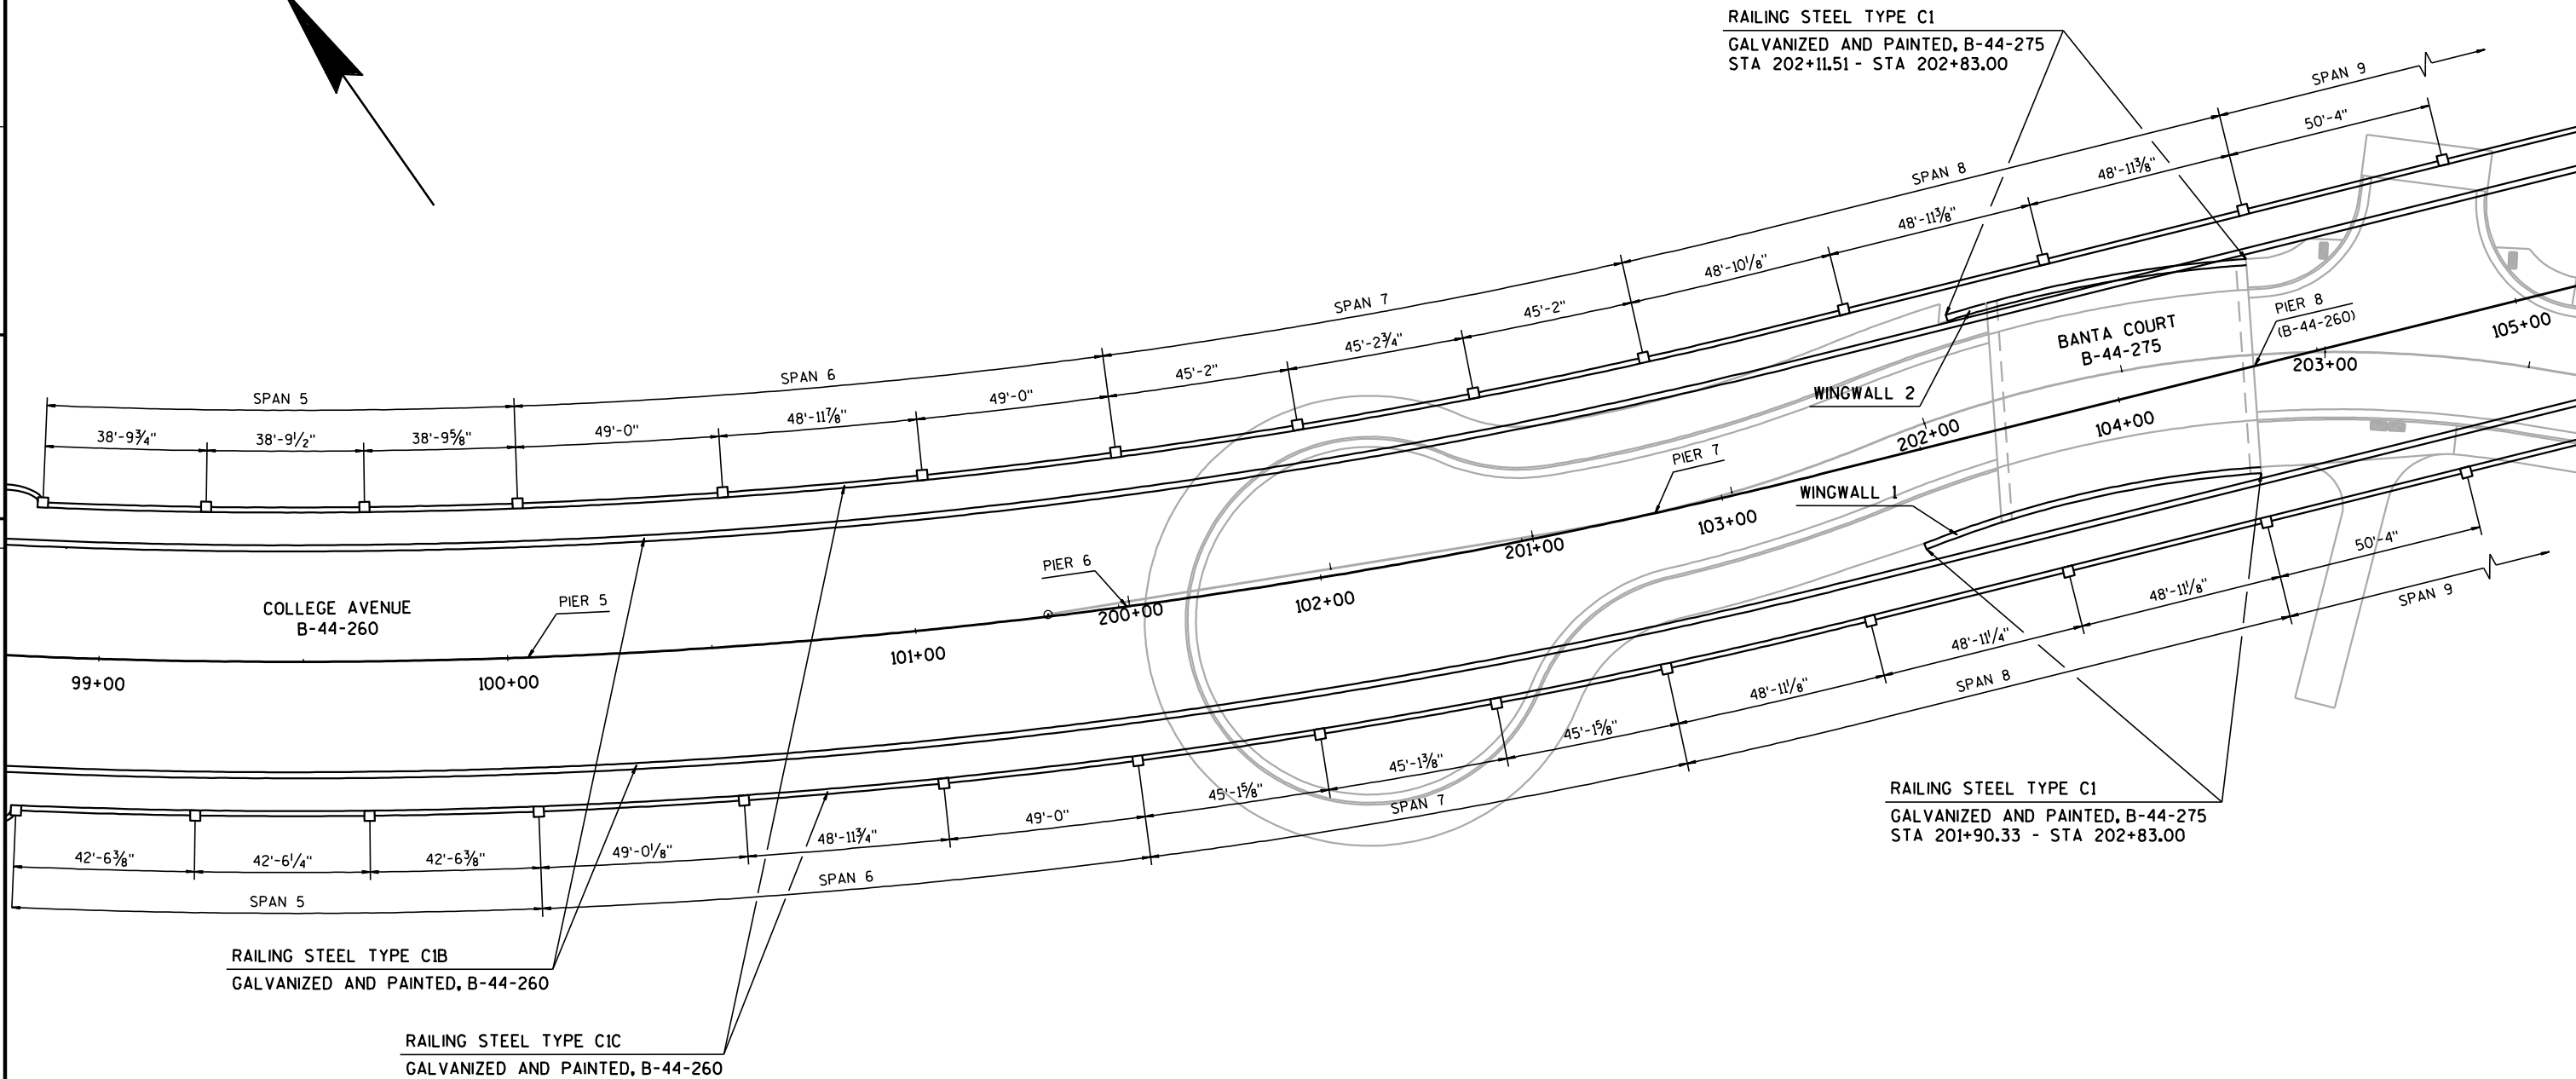 RAILING STEEL TYPE C1
GALVANIZED AND PAINTED, B-44-275
STA 202+11.51 - STA 202+83.00
SPAN 9
50'-4"
SPAN 8
48'-11⅜"
48'-11⅜"
48'-10⅛"
SPAN 7
45'-2"
45'-2¾"
45'-2"
SPAN 6
49'-0"
48'-11⅞"
49'-0"
SPAN 5
38'-9¾"
38'-9½"
38'-9⅝"
PIER 8
(B-44-260)
105+00
BANTA COURT
B-44-275
203+00
WINGWALL 2
104+00
202+00
PIER 7
WINGWALL 1
103+00
201+00
PIER 6
102+00
200+00
COLLEGE AVENUE
B-44-260
PIER 5
101+00
100+00
99+00
50'-4"
SPAN 9
48'-11⅛"
48'-11¼"
48'-11⅛"
SPAN 8
45'-1⅝"
45'-1⅜"
45'-1⅝"
SPAN 7
49'-0"
48'-11¾"
49'-0⅛"
SPAN 6
42'-6⅜"
42'-6¼"
42'-6⅜"
SPAN 5
RAILING STEEL TYPE C1
GALVANIZED AND PAINTED, B-44-275
STA 201+90.33 - STA 202+83.00
RAILING STEEL TYPE C1B
GALVANIZED AND PAINTED, B-44-260
RAILING STEEL TYPE C1C
GALVANIZED AND PAINTED, B-44-260